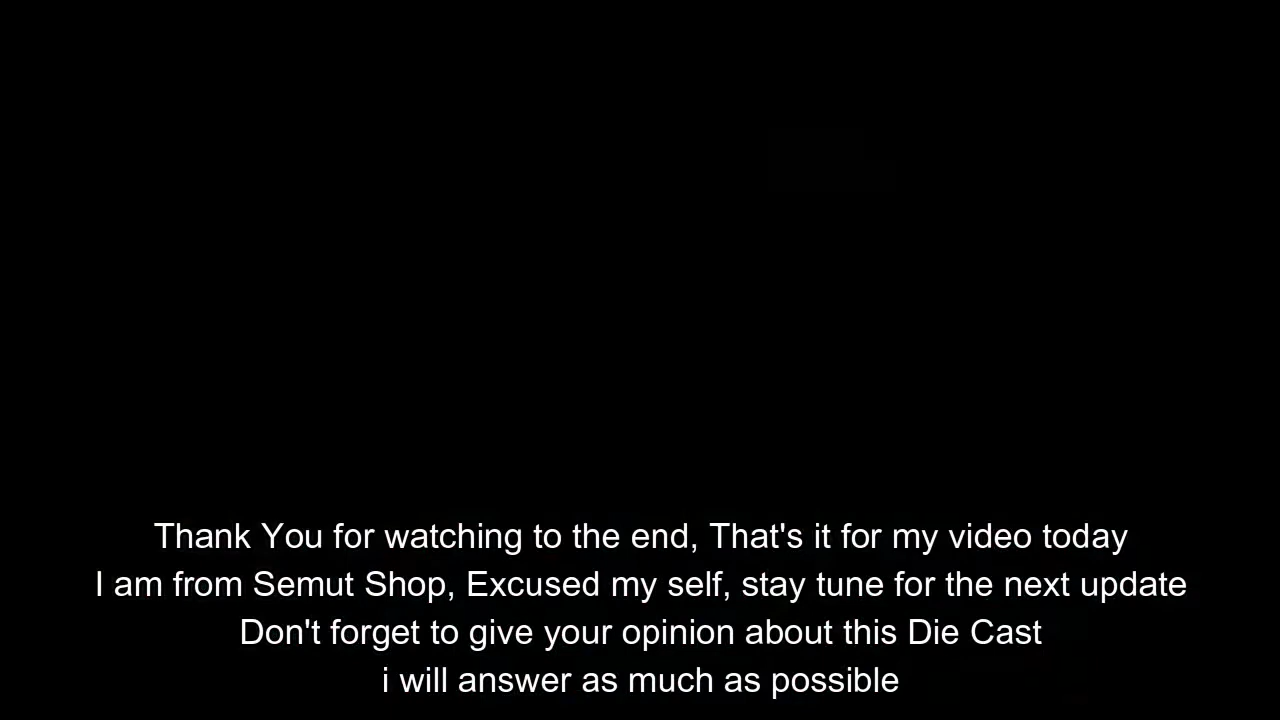 Thank You for watching to the end, That's it for my video today
I am from Semut Shop, Excused my self, stay tune for the next update
Don't forget to give your opinion about this Die Cast
i will answer as much as possible